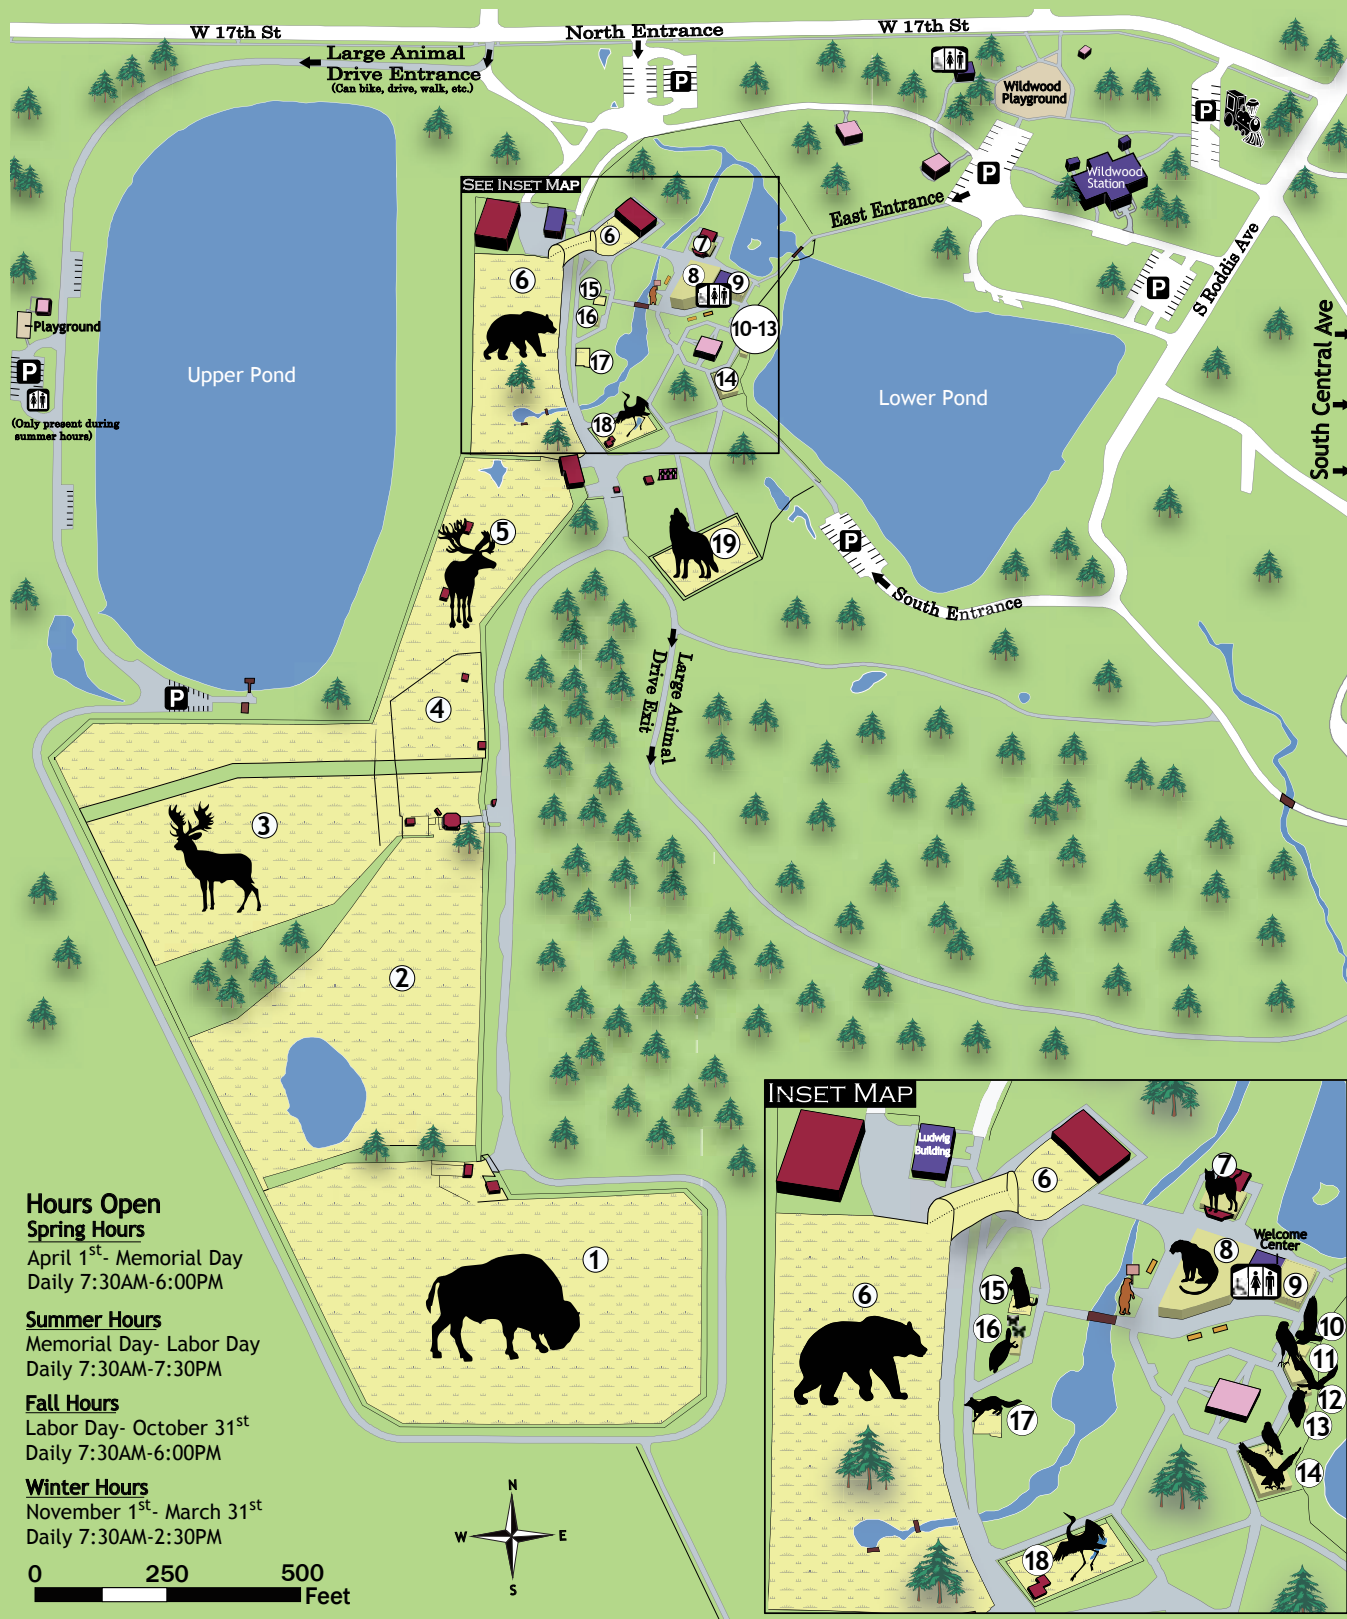 W 17th St
North Entrance
W 17th St
Large Animal
Drive Entrance
(Can bike, drive, walk, etc.)
P
Wildwood
Playground
P
P
Wildwood
Station
SEE INSET MAP
East Entrance
6
7
6
8
9
15
16
10-13
17
14
18
P
S Roddis Ave
South Central Ave
Playground
P
(Only present during
summer hours)
Upper Pond
Lower Pond
5
19
P
South Entrance
Large Animal
Drive Exit
4
P
3
2
1
INSET MAP
Ludwig
Building
6
7
8
Welcome
Center
9
6
15
16
10
11
12
13
17
14
18
Hours Open
Spring Hours
April 1st- Memorial Day
Daily 7:30AM-6:00PM
Summer Hours
Memorial Day- Labor Day
Daily 7:30AM-7:30PM
Fall Hours
Labor Day- October 31st
Daily 7:30AM-6:00PM
Winter Hours
November 1st- March 31st
Daily 7:30AM-2:30PM
0 250 500
Feet
N
W E
S